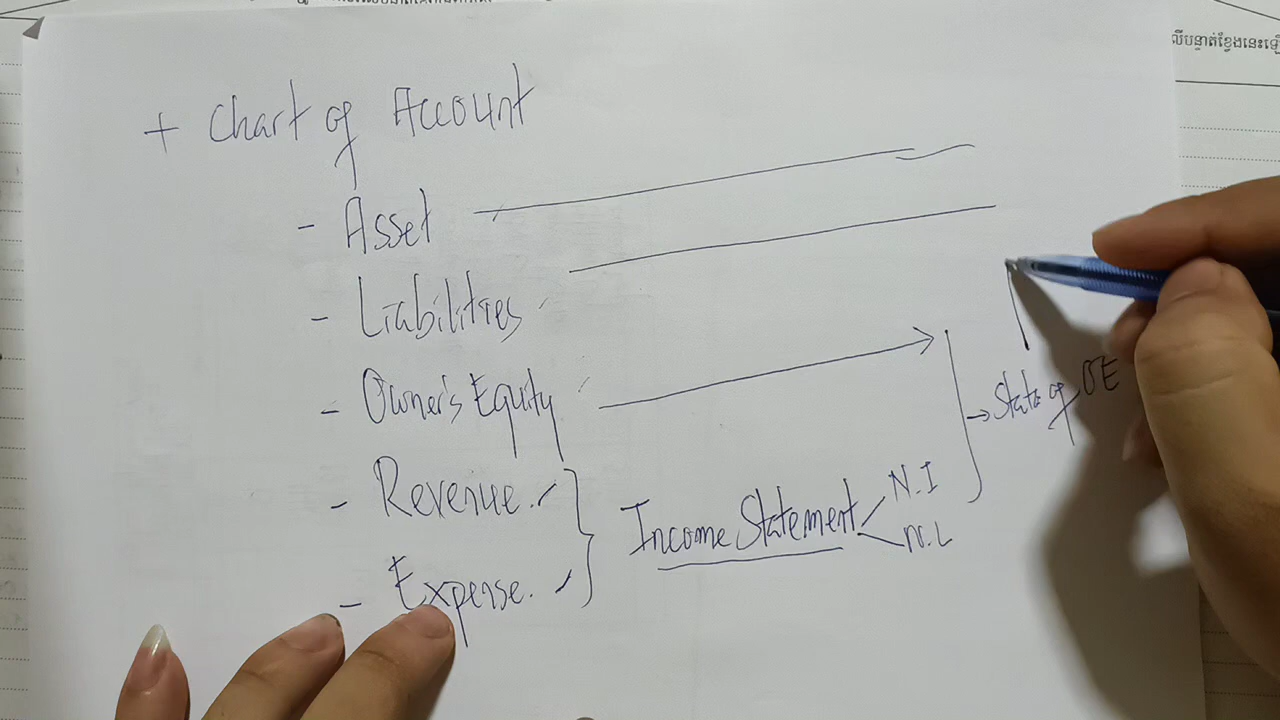 + Chart of Account
- Asset
- Liabilities
- Owner's Equity
→ State of OE
- Revenue.
Income Statement
N.I
N.L
- Expense.